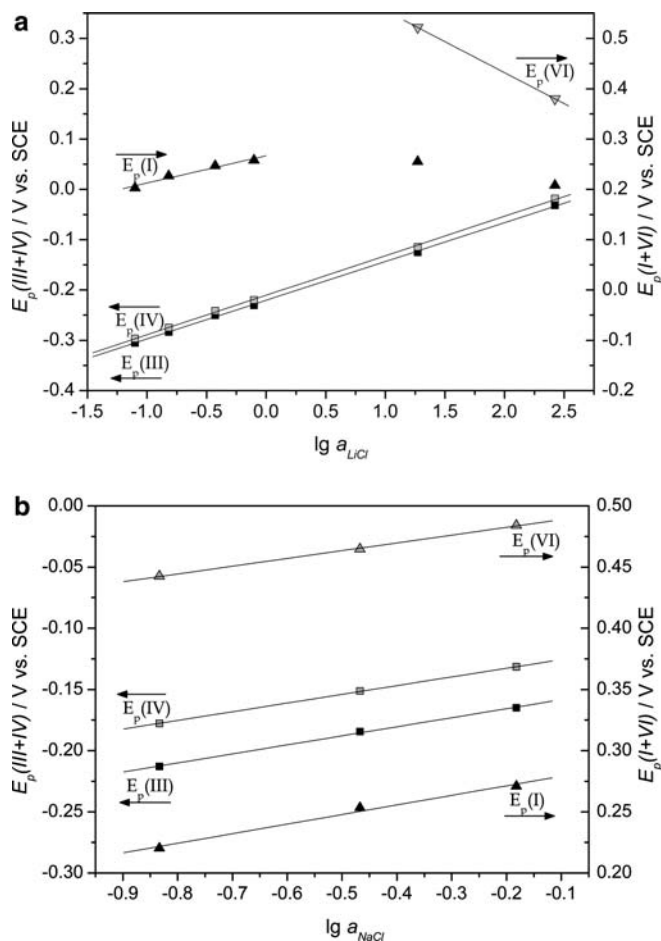 a
0.3
0.2
0.1
0.0
-0.1
-0.2
-0.3
-0.4
E_p(III+IV) / V vs. SCE
0.5
0.4
0.3
0.2
0.1
0.0
-0.1
-0.2
E_p(I+VI) / V vs. SCE
E_p(VI)
E_p(I)
E_p(IV)
E_p(III)
-1.5 -1.0 -0.5 0.0 0.5 1.0 1.5 2.0 2.5
lg a_LiCl
b
0.00
-0.05
-0.10
-0.15
-0.20
-0.25
-0.30
E_p(III+IV) / V vs. SCE
0.50
0.45
0.40
0.35
0.30
0.25
0.20
E_p(I+VI) / V vs. SCE
E_p(VI)
E_p(IV)
E_p(III)
E_p(I)
-0.9 -0.8 -0.7 -0.6 -0.5 -0.4 -0.3 -0.2 -0.1
lg a_NaCl